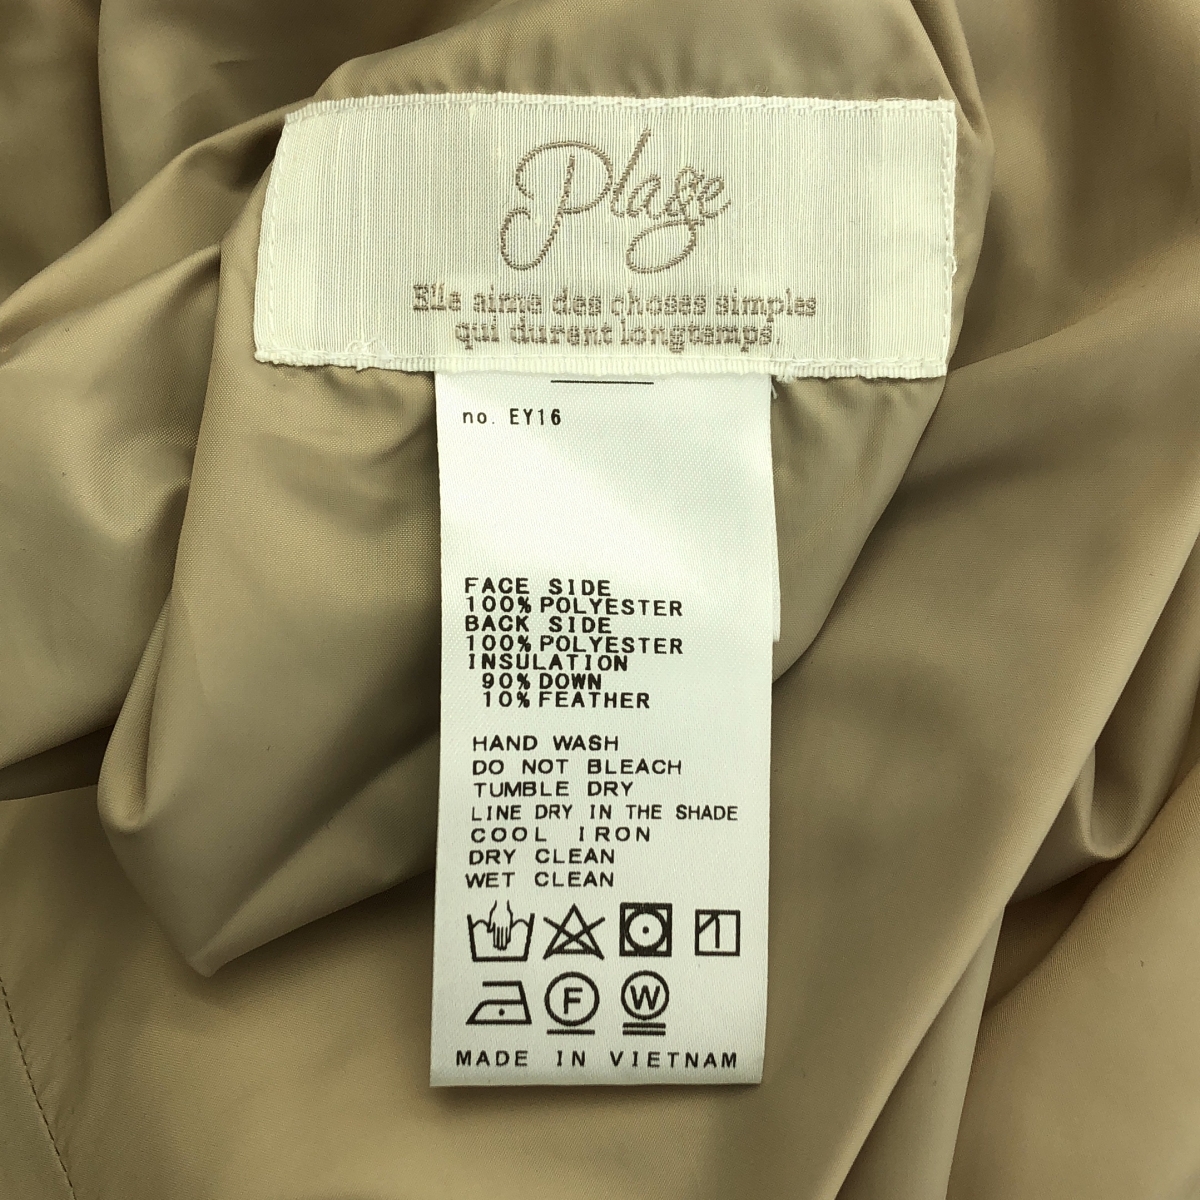 Plage
Elle aime des choses simples
qui durent longtemps.
no. EY16
FACE SIDE
100% POLYESTER
BACK SIDE
100% POLYESTER
INSULATION
90% DOWN
10% FEATHER
HAND WASH
DO NOT BLEACH
TUMBLE DRY
LINE DRY IN THE SHADE
COOL IRON
DRY CLEAN
WET CLEAN
F W
MADE IN VIETNAM